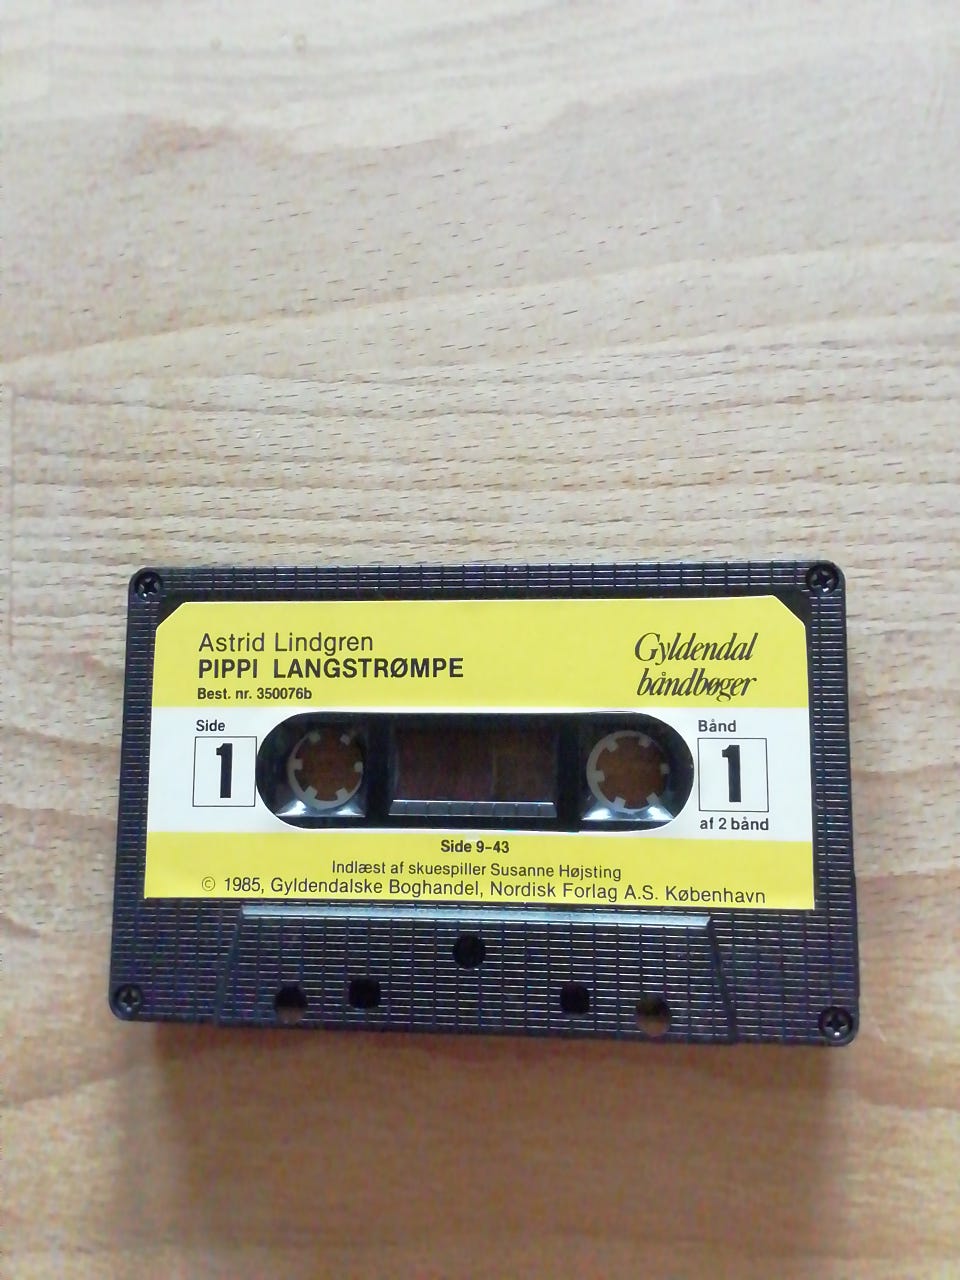 Astrid Lindgren
PIPPI LANGSTRØMPE
Best. nr. 350076b
Gyldendal
båndbøger
Side
1
Bånd
1
af 2 bånd
Side 9–43
Indlæst af skuespiller Susanne Højsting
© 1985, Gyldendalske Boghandel, Nordisk Forlag A.S. København